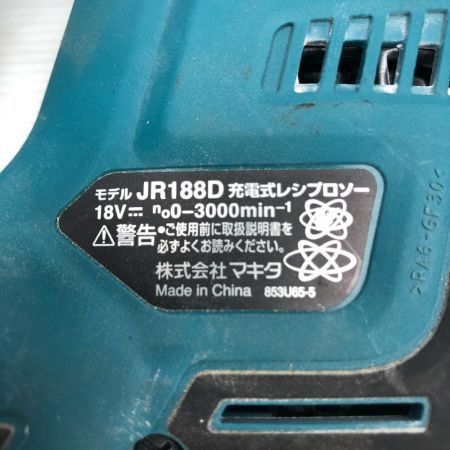 モデル JR188D 充電式レシプロソー
18V⎓ n₀0-3000min⁻¹
⚠警告 •ご使用前に取扱説明書を
必ずよくお読みください。
株式会社 マキタ
Made in China 853U65-5
>PA6-GF30<